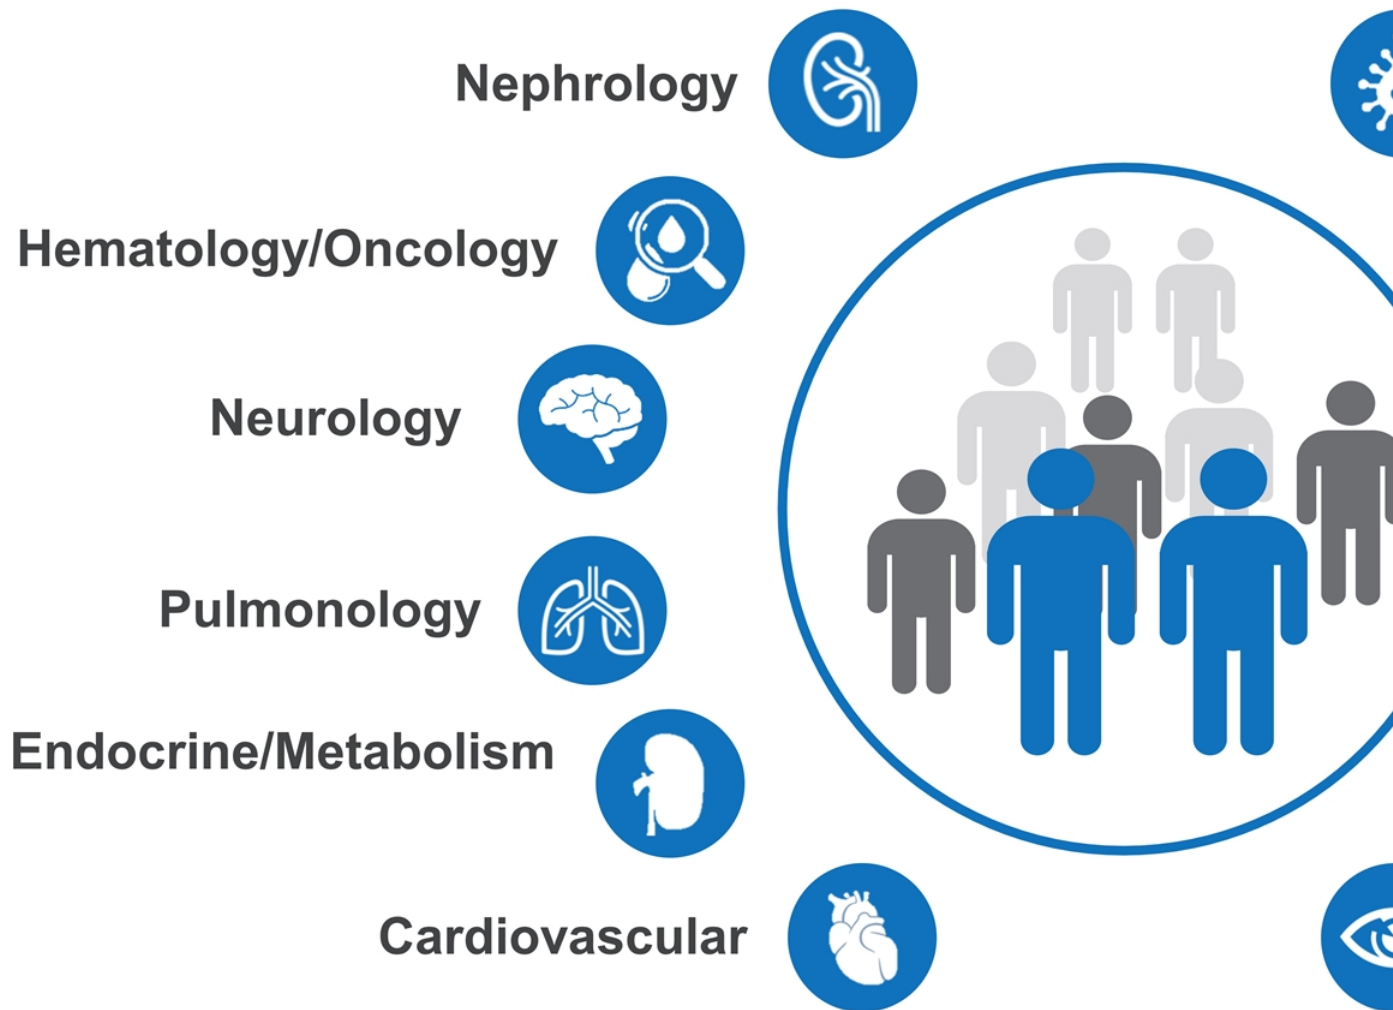 Nephrology
Hematology/Oncology
Neurology
Pulmonology
Endocrine/Metabolism
Cardiovascular